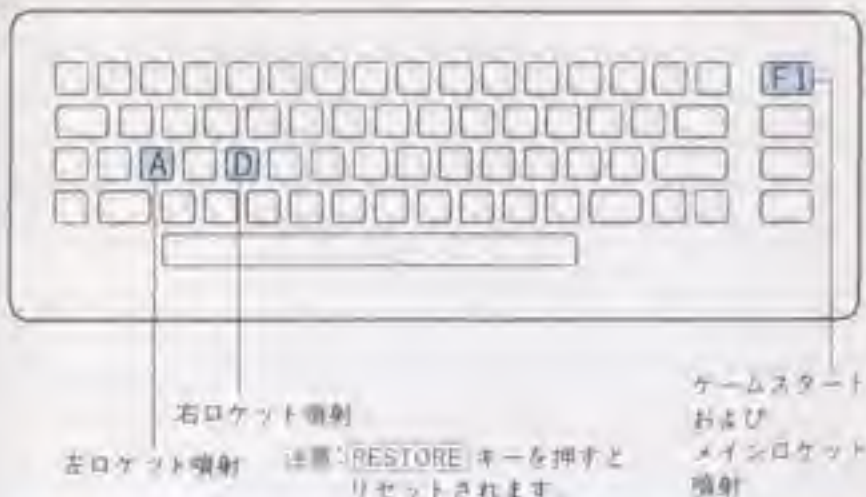 F1
A D
右ロケット噴射
左ロケット噴射
注意:RESTORE キーを押すと
リセットされます。
ゲームスタート
および
メインロケット
噴射